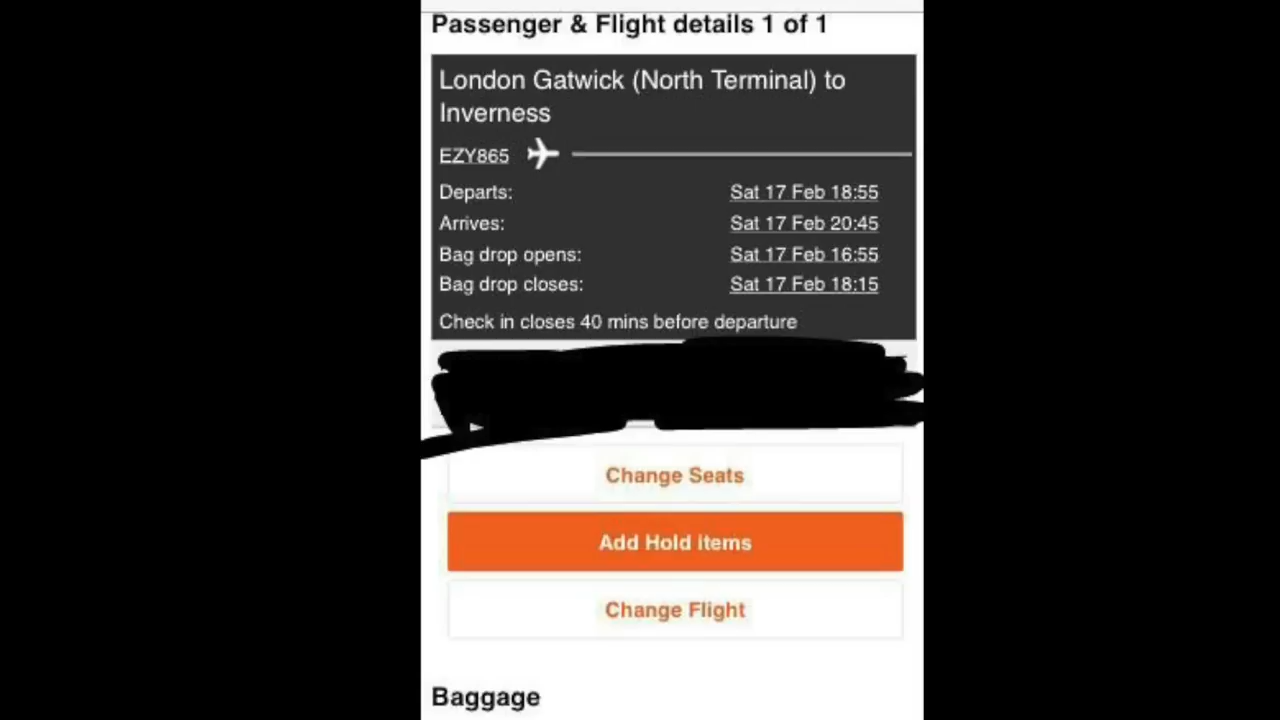 Passenger & Flight details 1 of 1
London Gatwick (North Terminal) to
Inverness
EZY865
Departs: Sat 17 Feb 18:55
Arrives: Sat 17 Feb 20:45
Bag drop opens: Sat 17 Feb 16:55
Bag drop closes: Sat 17 Feb 18:15
Check in closes 40 mins before departure
Change Seats
Add Hold items
Change Flight
Baggage